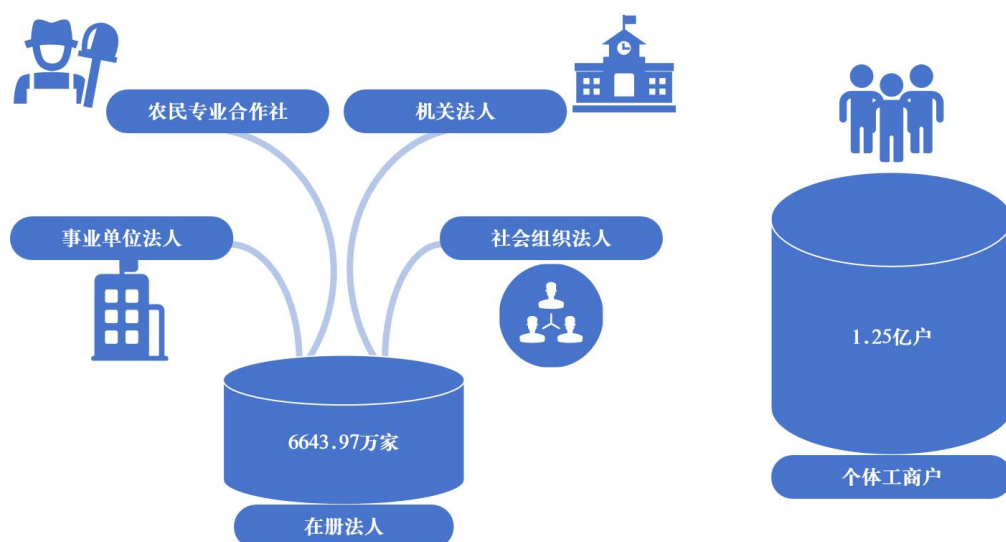 农民专业合作社
机关法人
事业单位法人
社会组织法人
6643.97万家
在册法人
1.25亿户
个体工商户